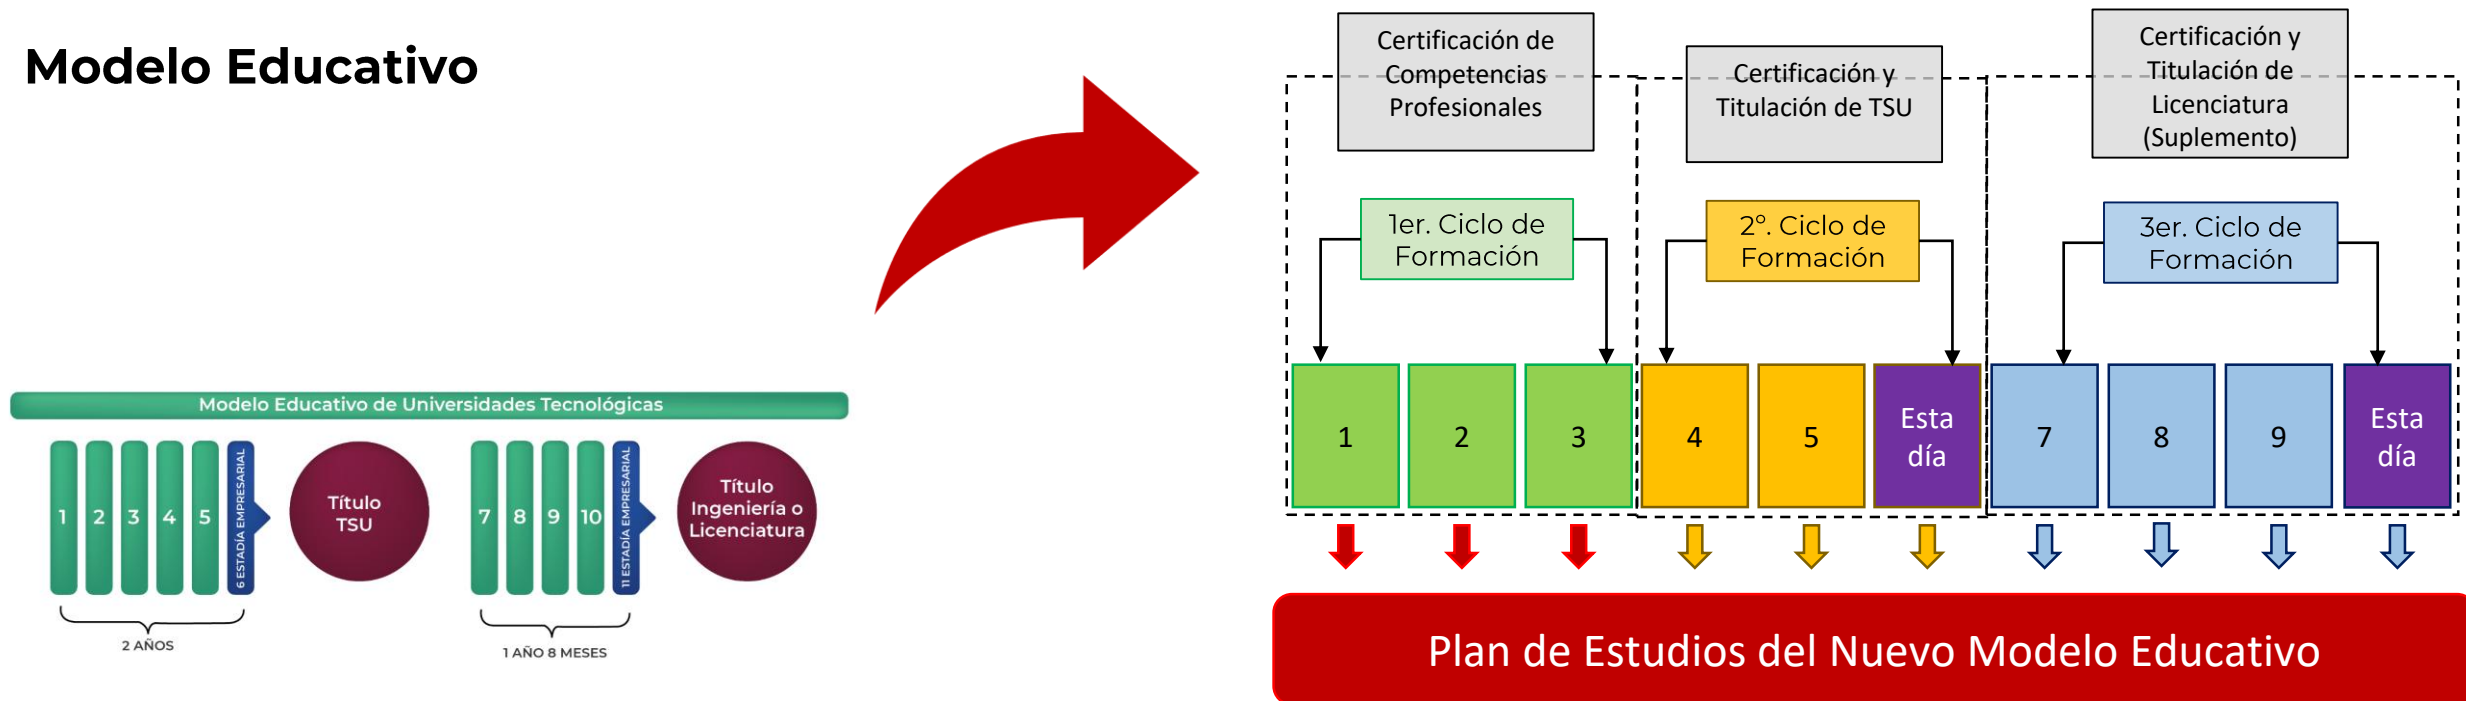 Modelo Educativo
Modelo Educativo de Universidades Tecnológicas
1
2
3
4
5
6 ESTADÍA EMPRESARIAL
Título
TSU
7
8
9
10
11 ESTADÍA EMPRESARIAL
Título
Ingeniería o
Licenciatura
2 AÑOS
1 AÑO 8 MESES
Certificación de
Competencias
Profesionales
Certificación y
Titulación de TSU
Certificación y
Titulación de
Licenciatura
(Suplemento)
1er. Ciclo de
Formación
2º. Ciclo de
Formación
3er. Ciclo de
Formación
1
2
3
4
5
Esta
día
7
8
9
Esta
día
Plan de Estudios del Nuevo Modelo Educativo